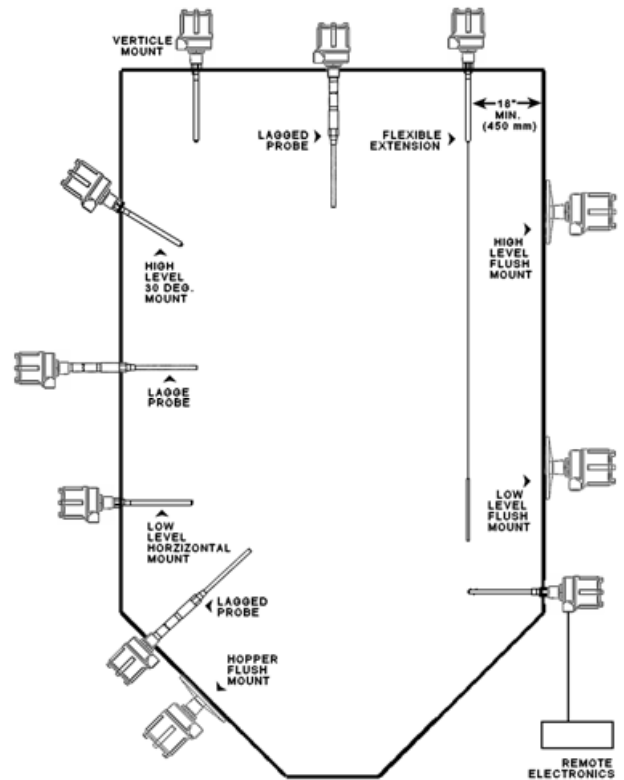 VERTICLE
MOUNT
LAGGED
PROBE
FLEXIBLE
EXTENSION
18"
MIN.
(450 mm)
HIGH
LEVEL
FLUSH
MOUNT
HIGH
LEVEL
30 DEG.
MOUNT
LAGGE
PROBE
LOW
LEVEL
FLUSH
MOUNT
LOW
LEVEL
HORZIZONTAL
MOUNT
LAGGED
PROBE
HOPPER
FLUSH
MOUNT
REMOTE
ELECTRONICS